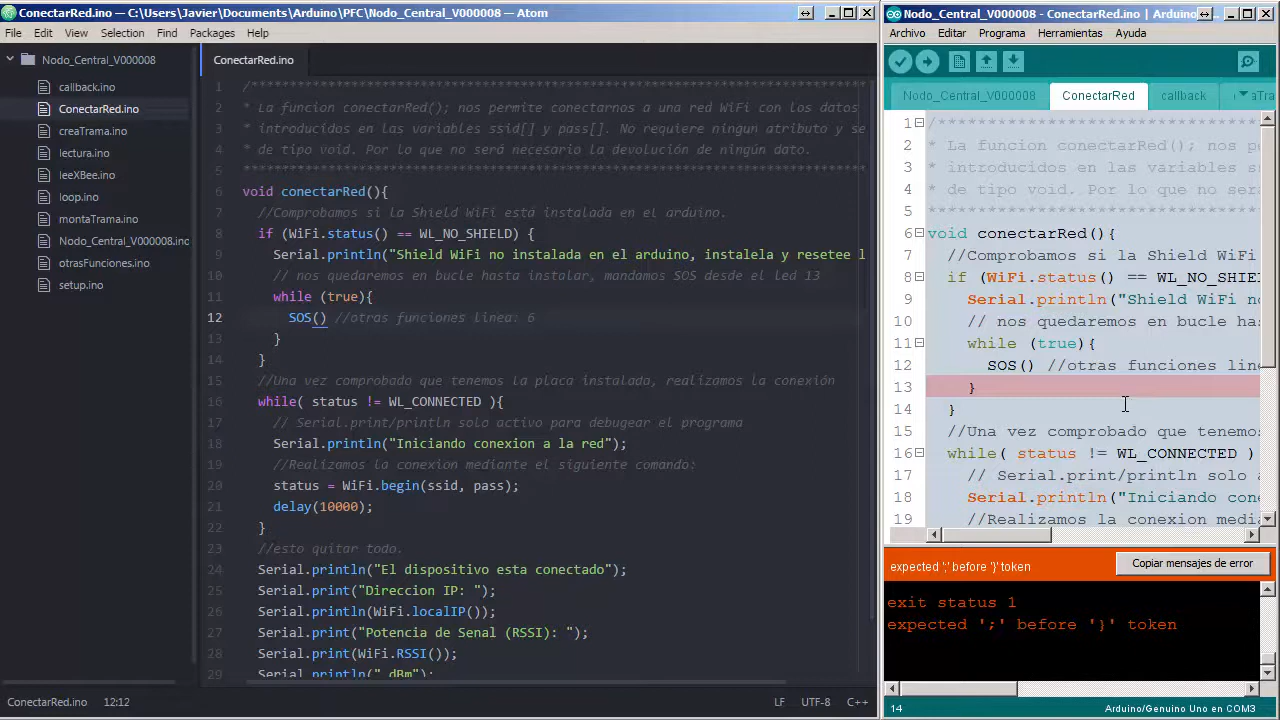 ConectarRed.ino — C:\Users\Javier\Documents\Arduino\PFC\Nodo_Central_V000008 — Atom
File Edit View Selection Find Packages Help
Nodo_Central_V000008
callback.ino
ConectarRed.ino
creaTrama.ino
lectura.ino
leeXBee.ino
loop.ino
montaTrama.ino
Nodo_Central_V000008.ino
otrasFunciones.ino
setup.ino
ConectarRed.ino
1 /******************************************************************************
2 * La funcion conectarRed(); nos permite conectarnos a una red WiFi con los datos
3 * introducidos en las variables ssid[] y pass[]. No requiere ningun atributo y se
4 * de tipo void. Por lo que no será necesario la devolución de ningún dato.
5 *******************************************************************************
6 void conectarRed(){
7 //Comprobamos si la Shield WiFi esta instalada en el arduino.
8 if (WiFi.status() == WL_NO_SHIELD) {
9 Serial.println("Shield WiFi no instalada en el arduino, instalela y resetee l
10 // nos quedaremos en bucle hasta instalar, mandamos SOS desde el led 13
11 while (true){
12 SOS() //otras funciones linea: 6
13 }
14 }
15 //Una vez comprobado que tenemos la placa instalada, realizamos la conexión
16 while( status != WL_CONNECTED ){
17 // Serial.print/println solo activo para debugear el programa
18 Serial.println("Iniciando conexion a la red");
19 //Realizamos la conexion mediante el siguiente comando:
20 status = WiFi.begin(ssid, pass);
21 delay(10000);
22 }
23 //esto quitar todo.
24 Serial.println("El dispositivo esta conectado");
25 Serial.print("Direccion IP: ");
26 Serial.println(WiFi.localIP());
27 Serial.print("Potencia de Senal (RSSI): ");
28 Serial.print(WiFi.RSSI());
29 Serial.println(" dBm");
ConectarRed.ino 12:12 LF UTF-8 C++
Nodo_Central_V000008 - ConectarRed.ino | Arduin
Archivo Editar Programa Herramientas Ayuda
Nodo_Central_V000008 ConectarRed callback
1 /*********************************
2 * La funcion conectarRed(); nos pe
3 * introducidos en las variables ss
4 * de tipo void. Por lo que no será
5 **********************************
6 void conectarRed(){
7 //Comprobamos si la Shield WiFi
8 if (WiFi.status() == WL_NO_SHIEL
9 Serial.println("Shield WiFi no
10 // nos quedaremos en bucle has
11 while (true){
12 SOS() //otras funciones line
13 }
14 }
15 //Una vez comprobado que tenemos
16 while( status != WL_CONNECTED )
17 // Serial.print/println solo a
18 Serial.println("Iniciando cone
19 //Realizamos la conexion media
expected ';' before '}' token
Copiar mensajes de error
exit status 1
expected ';' before '}' token
14 Arduino/Genuino Uno en COM3